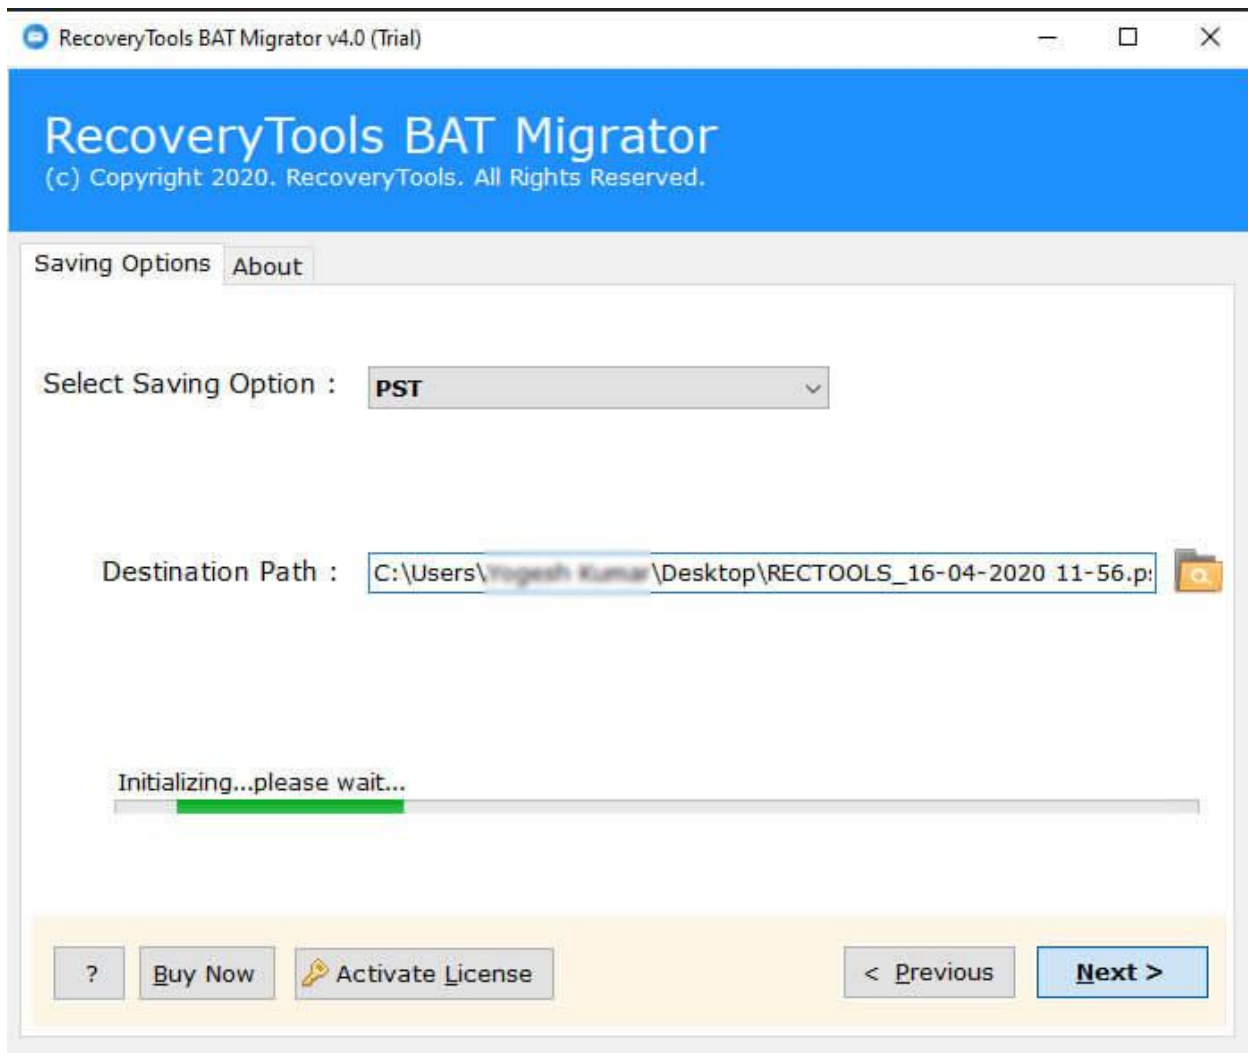 RecoveryTools BAT Migrator v4.0 (Trial)
RecoveryTools BAT Migrator
(c) Copyright 2020. RecoveryTools. All Rights Reserved.
Saving Options About
Select Saving Option : PST
Destination Path : C:\Users\ \Desktop\RECTOOLS_16-04-2020 11-56.p
Initializing...please wait...
? Buy Now Activate License < Previous Next >